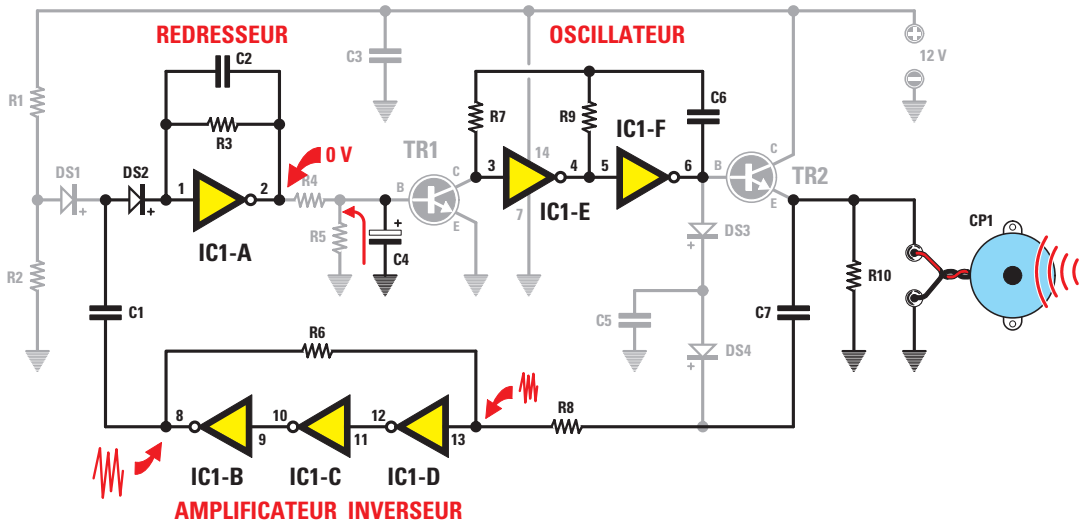 REDRESSEUR
OSCILLATEUR
C2
C3
+
12 V
−
R1
R3
R7
R9
C6
IC1-F
DS1
DS2
+
+
1
2
0 V
R4
TR1
B
C
E
3
14
4
5
6
7
B
C
E
TR2
IC1-A
IC1-E
R5
+
C4
R2
DS3
+
CP1
R10
C1
C5
C7
R6
DS4
+
8
10
12
9
11
13
R8
IC1-B
IC1-C
IC1-D
AMPLIFICATEUR INVERSEUR